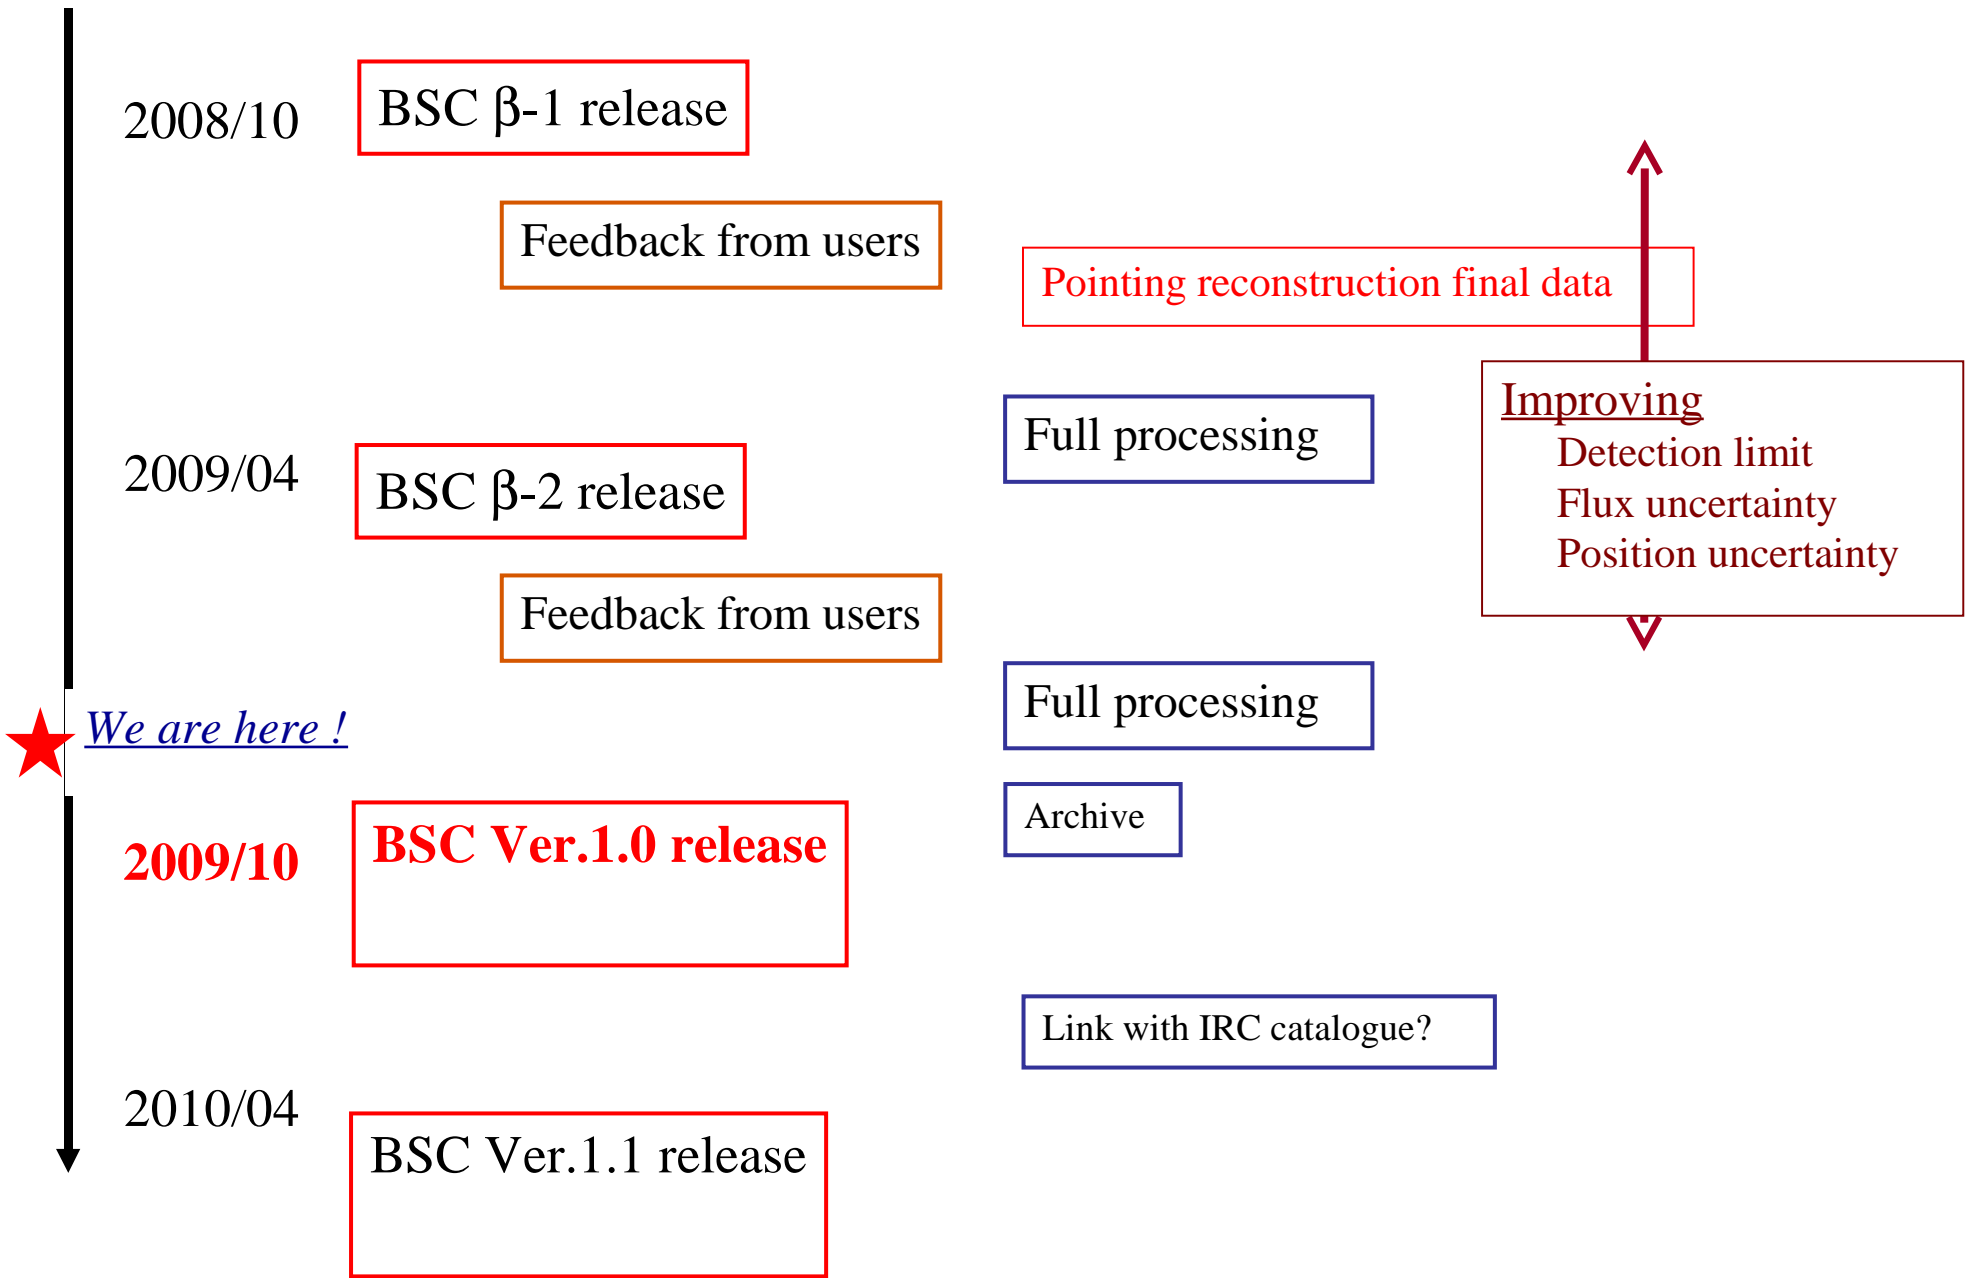 2008/10
BSC β-1 release
Feedback from users
Pointing reconstruction final data
Improving
Detection limit
Flux uncertainty
Position uncertainty
Full processing
2009/04
BSC β-2 release
Feedback from users
Full processing
We are here !
Archive
2009/10
BSC Ver.1.0 release
Link with IRC catalogue?
2010/04
BSC Ver.1.1 release